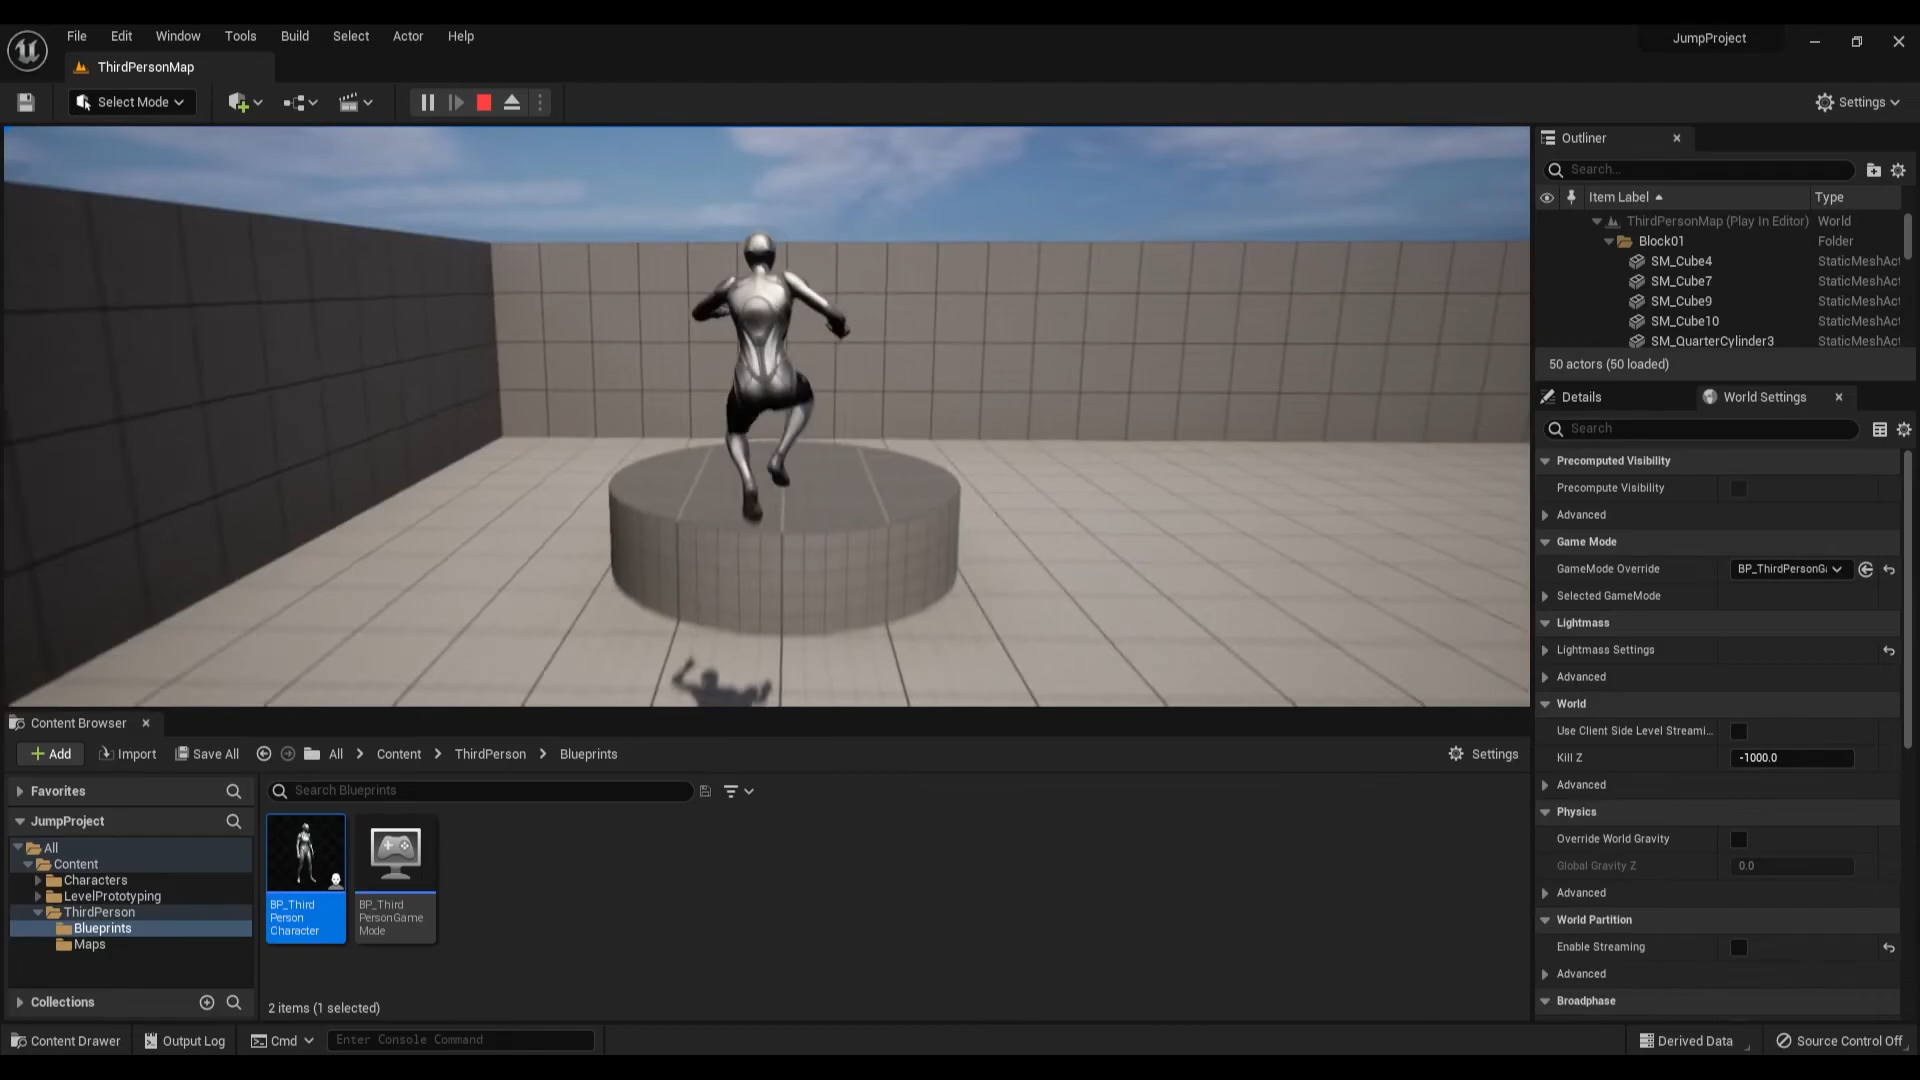 File Edit Window Tools Build Select Actor Help
JumpProject
ThirdPersonMap
Select Mode
Settings
Outliner
Search...
Item Label Type
ThirdPersonMap (Play In Editor) World
Block01 Folder
SM_Cube4 StaticMeshAct
SM_Cube7 StaticMeshAct
SM_Cube9 StaticMeshAct
SM_Cube10 StaticMeshAct
SM_QuarterCylinder3 StaticMeshAct
50 actors (50 loaded)
Details World Settings
Search
Precomputed Visibility
Precompute Visibility
Advanced
Game Mode
GameMode Override BP_ThirdPersonGa
Selected GameMode
Lightmass
Lightmass Settings
Advanced
World
Use Client Side Level Streami...
Kill Z -1000.0
Advanced
Physics
Override World Gravity
Global Gravity Z 0.0
Advanced
World Partition
Enable Streaming
Advanced
Broadphase
Content Browser
Add Import Save All All Content ThirdPerson Blueprints Settings
Favorites
JumpProject
All
Content
Characters
LevelPrototyping
ThirdPerson
Blueprints
Maps
Collections
Search Blueprints
BP_Third
Person
Character
BP_Third
PersonGame
Mode
2 items (1 selected)
Content Drawer Output Log Cmd Enter Console Command Derived Data Source Control Off